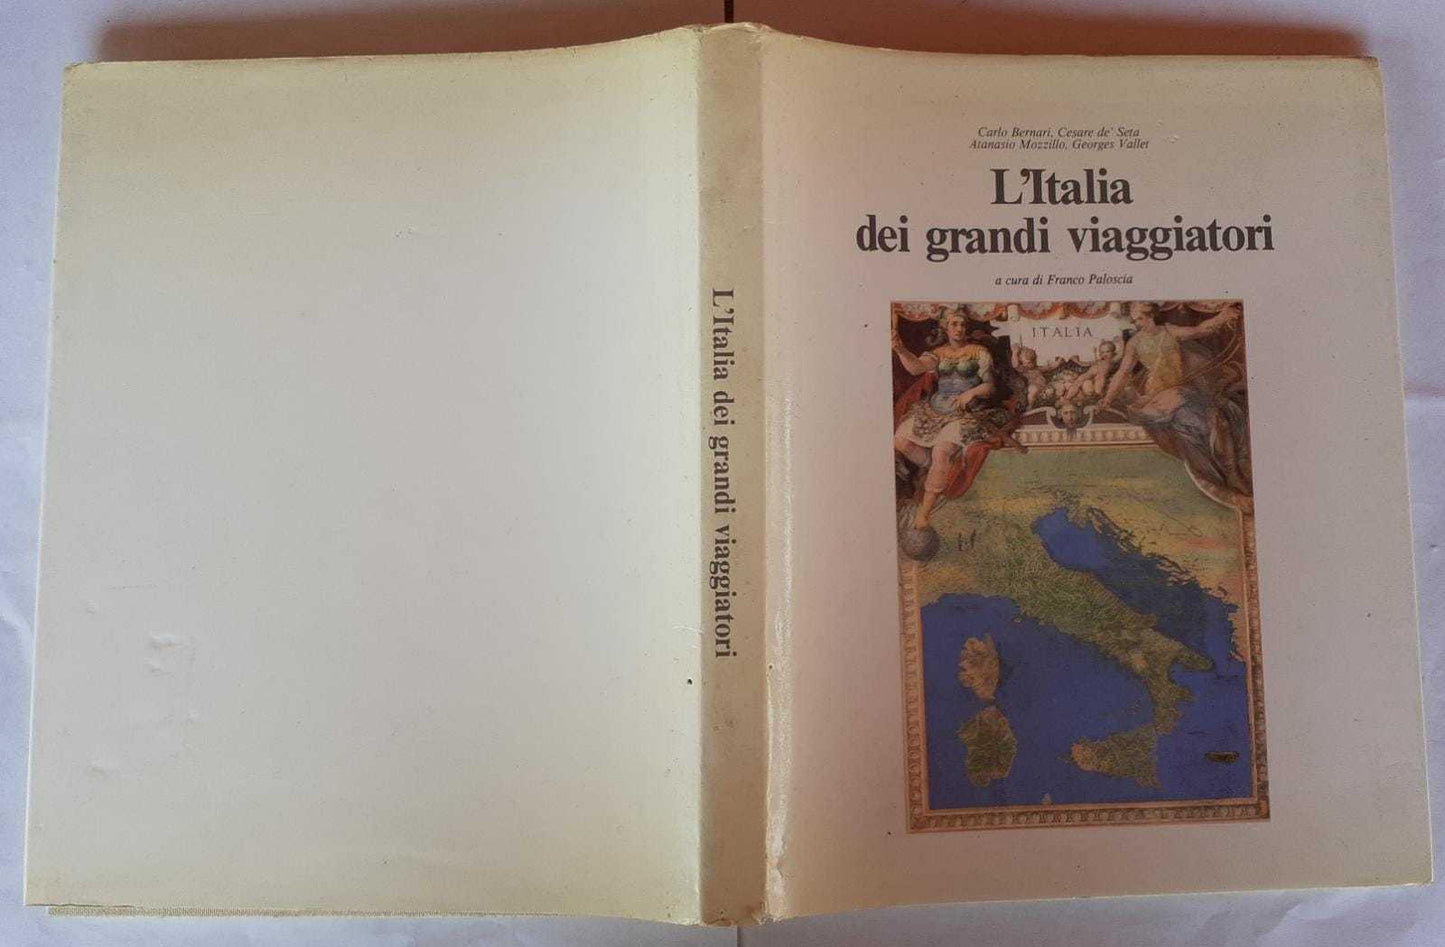 Carlo Bernari, Cesare de' Seta
Atanasio Mozzillo, Georges Vallet
L'Italia
dei grandi viaggiatori
a cura di Franco Paloscia
ITALIA
L'Italia dei grandi viaggiatori